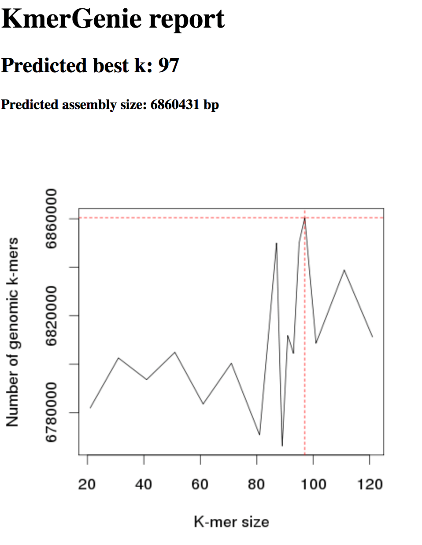 KmerGenie report
Predicted best k: 97
Predicted assembly size: 6860431 bp
Number of genomic k-mers
6860000
6820000
6780000
20 40 60 80 100 120
K-mer size